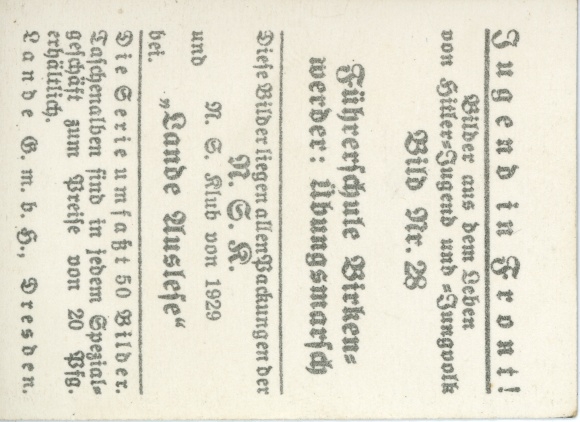 Jugend in Front!
Bilder aus dem Leben
von Hitler=Jugend und =Jungvolk
Bild Nr. 28
Führerschule Birken=
werder: Übungsmarsch
Diese Bilder liegen allen Packungen der
N. S. K.
N. S. Klub von 1929
und
„Lande Auslese“
bei.
Die Serie umfaßt 50 Bilder.
Taschenalben sind in jedem Spezial=
geschäft zum Preise von 20 Pfg.
erhältlich.
Lande G. m. b. H., Dresden.